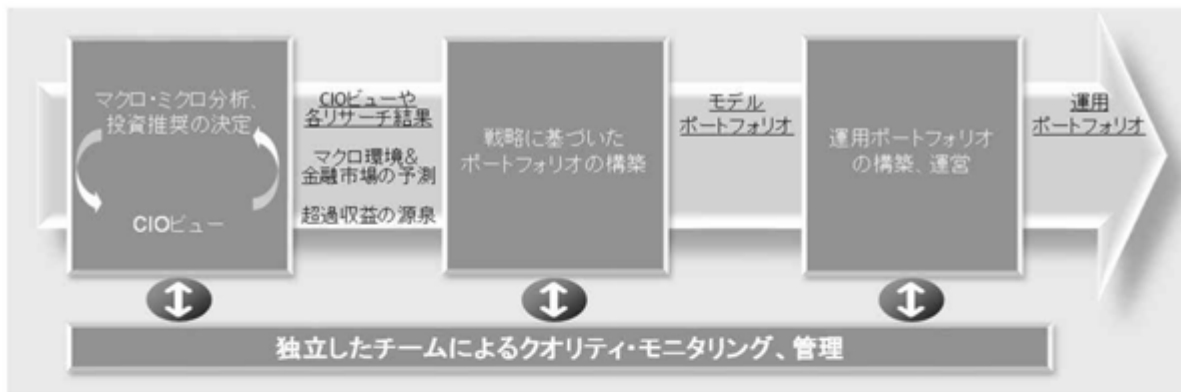 マクロ・ミクロ分析、
投資推奨の決定
CIOビュー
CIOビューや
各リサーチ結果
マクロ環境&
金融市場の予測
超過収益の源泉
戦略に基づいた
ポートフォリオの構築
モデル
ポートフォリオ
運用ポートフォリオ
の構築、運営
運用
ポートフォリオ
独立したチームによるクオリティ・モニタリング、管理